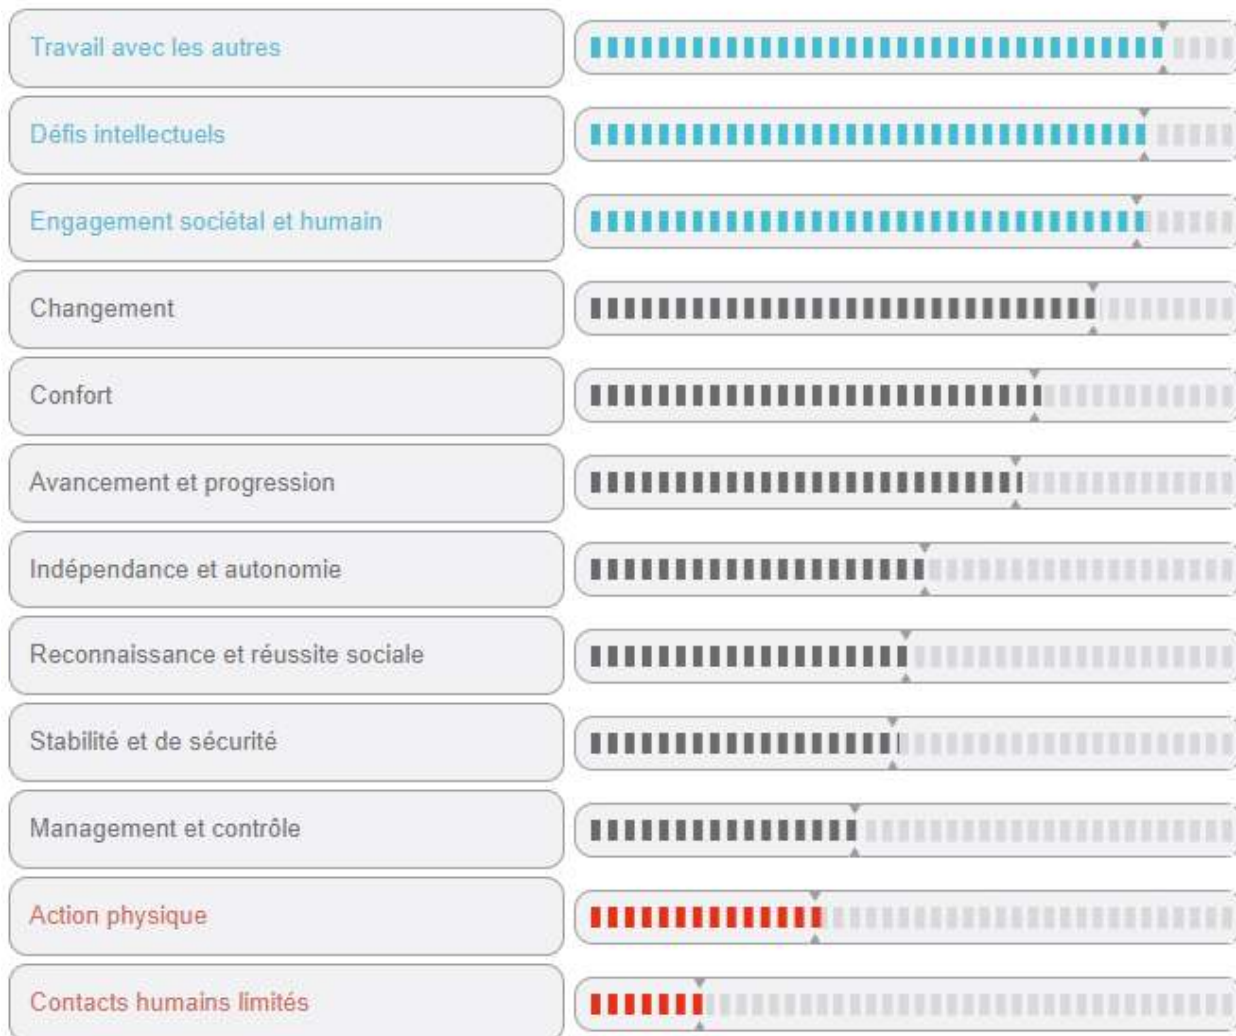 Travail avec les autres
Défis intellectuels
Engagement sociétal et humain
Changement
Confort
Avancement et progression
Indépendance et autonomie
Reconnaissance et réussite sociale
Stabilité et de sécurité
Management et contrôle
Action physique
Contacts humains limités